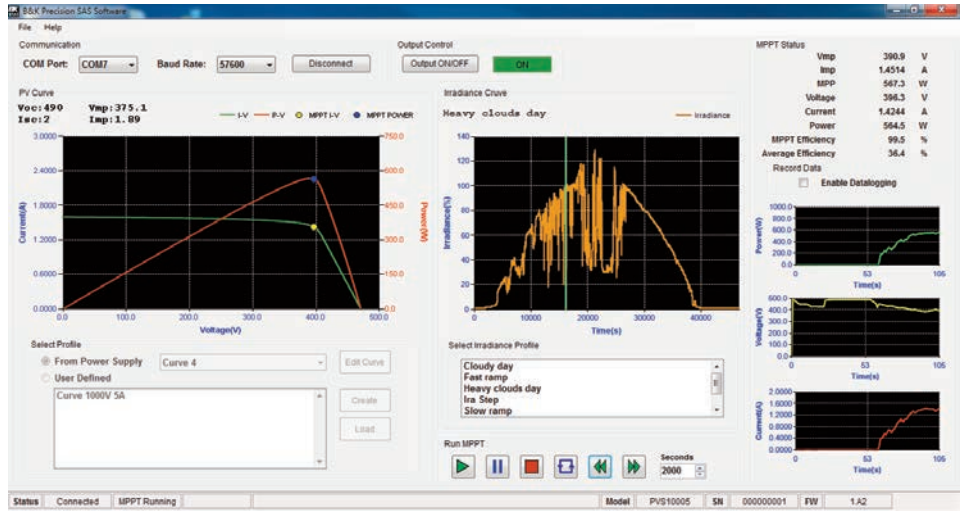 B&K Precision SAS Software
File Help
Communication
COM Port: COM7 Baud Rate: 57600 Disconnect
Output Control
Output ON/OFF ON
PV Curve
Voc:490 Vmp:375.1
Isc:2 Imp:1.89
I-V P-V MPPT I-V MPPT POWER
3.0000
2.4000
1.8000
1.2000
0.6000
0.0000
Current(A)
750.0
600.0
450.0
300.0
150.0
0.0
Power(W)
0.0 100.0 200.0 300.0 400.0 500.0
Voltage(V)
Select Profile
From Power Supply Curve 4 Edit Curve
User Defined
Curve 1000V 5A
Create
Load
Irradiance Cruve
Heavy clouds day
Irradiance
140
120
100
80
60
40
20
0
Irradiance(%)
0 10000 20000 30000 40000
Time(s)
Select Irradiance Profile
Cloudy day
Fast ramp
Heavy clouds day
Ira Step
Slow ramp
Run MPPT
Seconds
2000
MPPT Status
Vmp 390.9 V
Imp 1.4514 A
MPP 567.3 W
Voltage 396.3 V
Current 1.4244 A
Power 564.5 W
MPPT Efficiency 99.5 %
Average Efficiency 36.4 %
Record Data
Enable Datalogging
1000.0
800.0
600.0
400.0
200.0
0.0
Power(W)
0 53 105
Time(s)
600.0
400.0
300.0
200.0
100.0
0.0
Voltage(V)
0 53 105
Time(s)
2.0000
1.6000
1.2000
0.8000
0.4000
0.0000
Current(A)
0 53 105
Time(s)
Status Connected MPPT Running Model PVS10005 SN 000000001 FW 1.A2